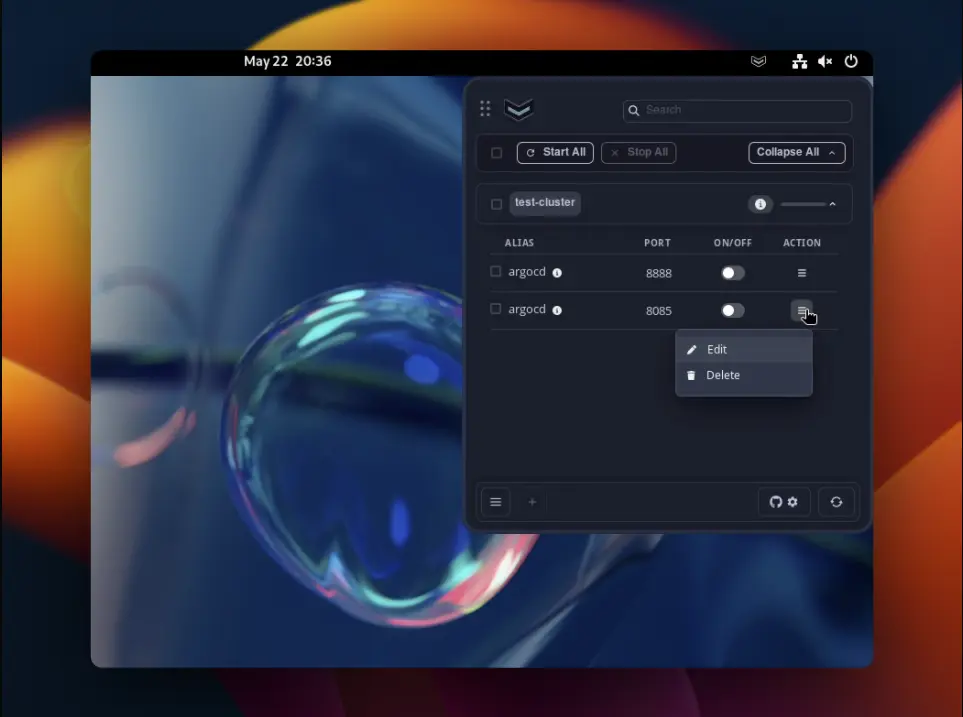 May 22 20:36
Search
Start All Stop All Collapse All
test-cluster
ALIAS PORT ON/OFF ACTION
argocd 8888
argocd 8085
Edit
Delete